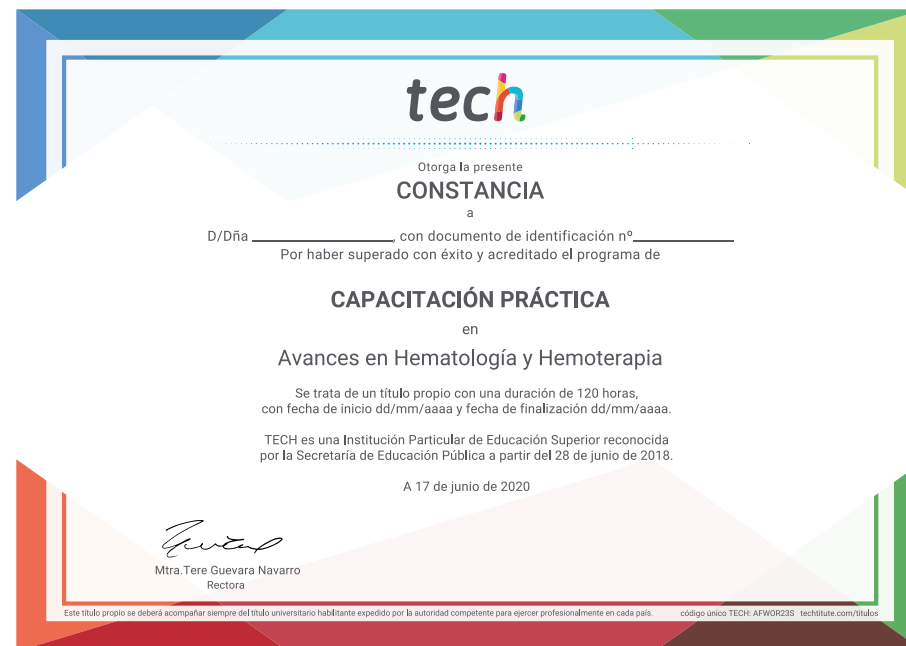 tech
Otorga la presente
CONSTANCIA
a
D/Dña ____________________, con documento de identificación nº______________
Por haber superado con éxito y acreditado el programa de
CAPACITACIÓN PRÁCTICA
en
Avances en Hematología y Hemoterapia
Se trata de un título propio con una duración de 120 horas,
con fecha de inicio dd/mm/aaaa y fecha de finalización dd/mm/aaaa.
TECH es una Institución Particular de Educación Superior reconocida
por la Secretaría de Educación Pública a partir del 28 de junio de 2018.
A 17 de junio de 2020
Mtra.Tere Guevara Navarro
Rectora
Este título propio se deberá acompañar siempre del título universitario habilitante expedido por la autoridad competente para ejercer profesionalmente en cada país. código único TECH: AFWOR23S techtitute.com/títulos